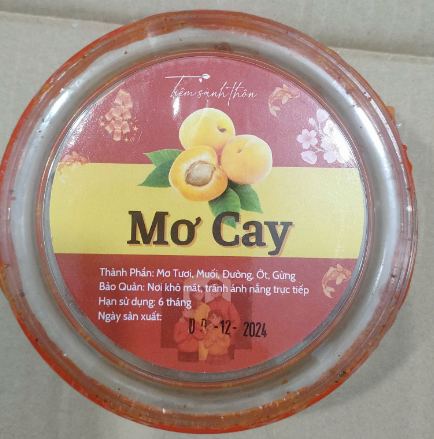 Tiệm sành thôn
Mơ Cay
Thành Phần: Mơ Tươi, Muối, Đường, Ớt, Gừng
Bảo Quản: Nơi khô mát, tránh ánh nắng trực tiếp
Hạn sử dụng: 6 tháng
Ngày sản xuất:
-12- 2024